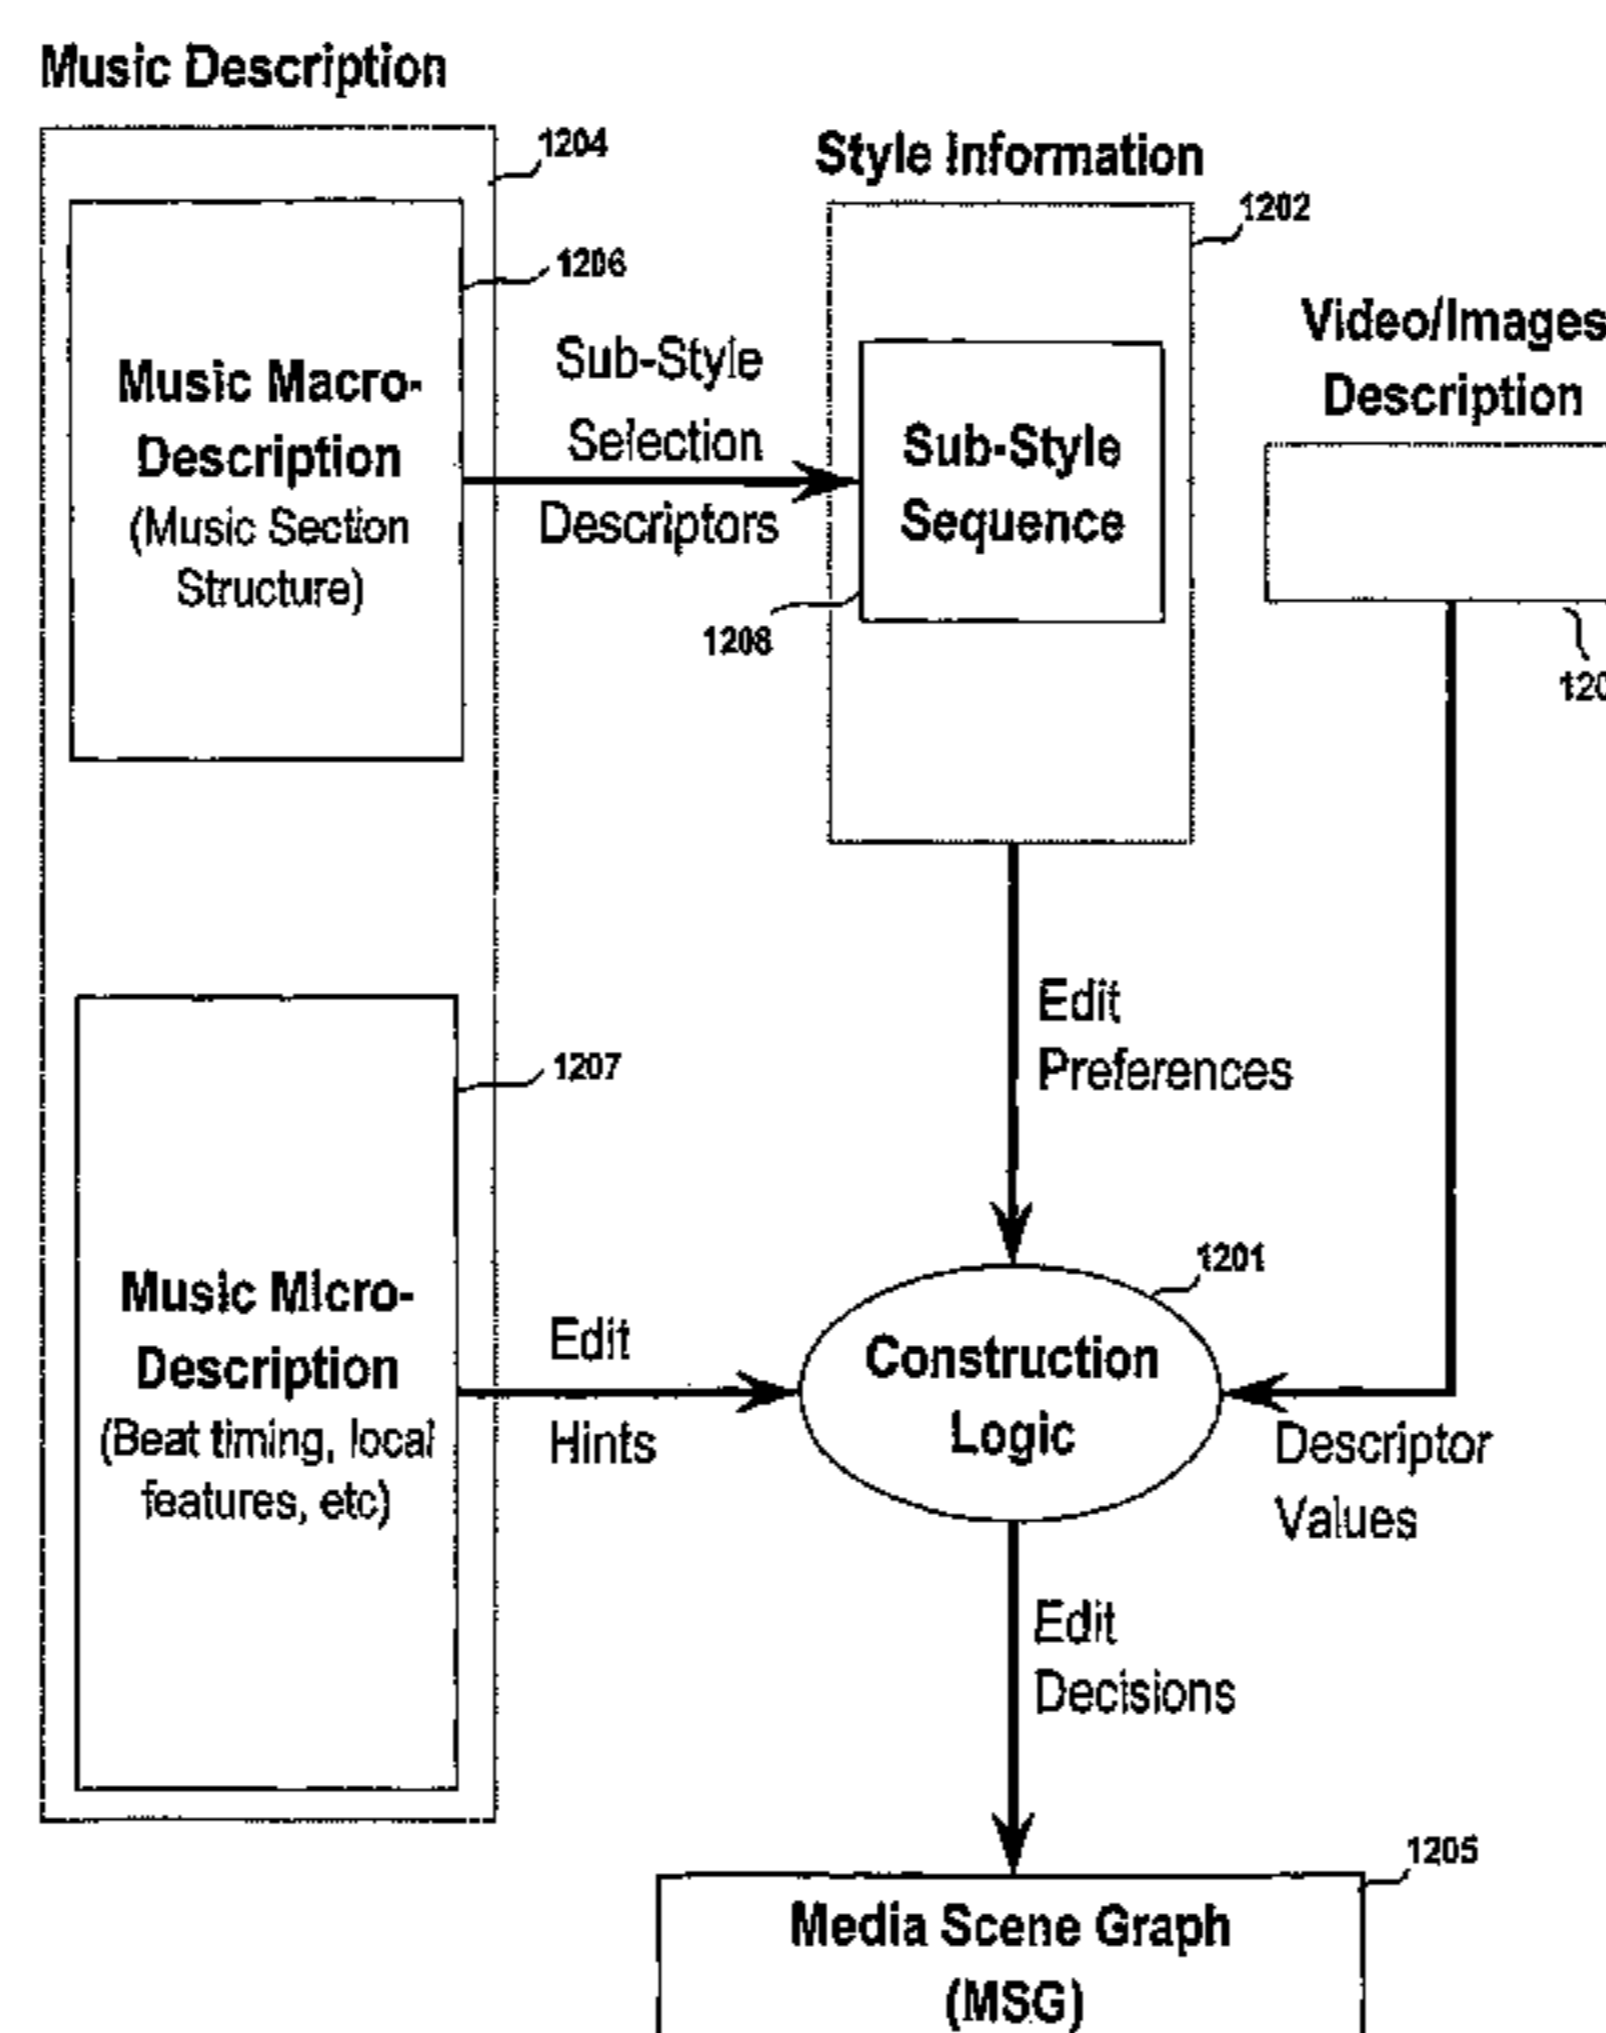 Music Description
1204
Style Information
1202
1206
Video/Images
Description
Music Macro-
Description
(Music Section
Structure)
Sub-Style
Selection
Descriptors
Sub-Style
Sequence
1208
Edit
Preferences
1207
1201
Music Micro-
Description
(Beat timing, local
features, etc)
Edit
Hints
Construction
Logic
Descriptor
Values
Edit
Decisions
1205
Media Scene Graph
(MSG)